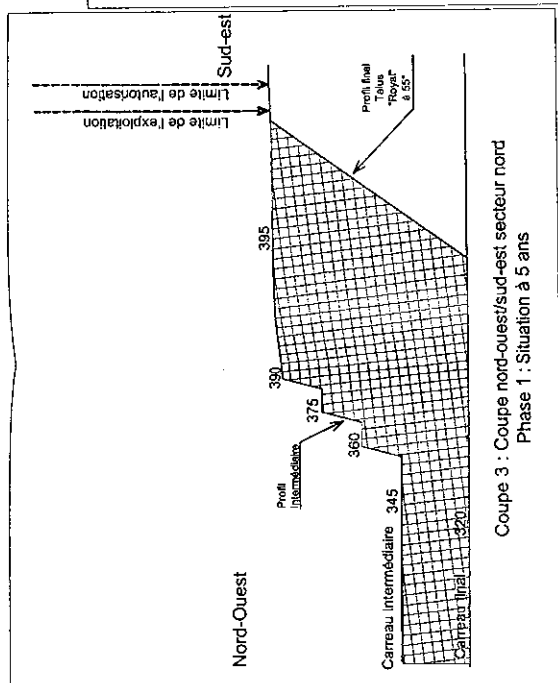 Sud-est
Limite de l'autorisation
Limite de l'exploitation
Nord-Ouest
395
390
375
360
345
320
Profil
Intermédiaire
Profil final
Talus
"Royat"
à 55°
Carreau Intermédiaire
Carreau final
Coupe 3 : Coupe nord-ouest/sud-est secteur nord
Phase 1 : Situation à 5 ans